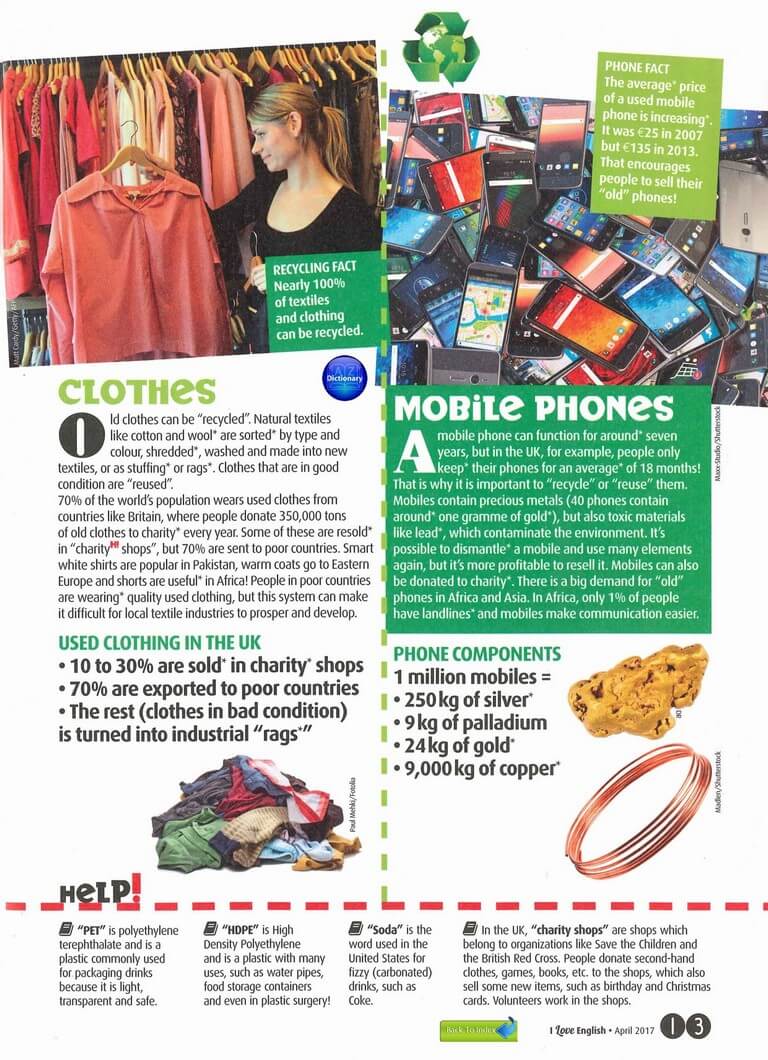 PHONE FACT
The average* price
of a used mobile
phone is increasing*.
It was €25 in 2007
but €135 in 2013.
That encourages
people to sell their
"old" phones!
RECYCLING FACT
Nearly 100%
of textiles
and clothing
can be recycled.
A-Z
Dictionary
CLOTHES
Old clothes can be "recycled". Natural textiles
like cotton and wool* are sorted* by type and
colour, shredded*, washed and made into new
textiles, or as stuffing* or rags*. Clothes that are in good
condition are "reused".
70% of the world's population wears used clothes from
countries like Britain, where people donate 350,000 tons
of old clothes to charity* every year. Some of these are resold*
in "charity H! shops", but 70% are sent to poor countries. Smart
white shirts are popular in Pakistan, warm coats go to Eastern
Europe and shorts are useful* in Africa! People in poor countries
are wearing* quality used clothing, but this system can make
it difficult for local textile industries to prosper and develop.
USED CLOTHING IN THE UK
• 10 to 30% are sold* in charity* shops
• 70% are exported to poor countries
• The rest (clothes in bad condition)
is turned into industrial "rags*"
Paul Mehki/Fotolia
MOBILE PHONES
A mobile phone can function for around* seven
years, but in the UK, for example, people only
keep* their phones for an average* of 18 months!
That is why it is important to "recycle" or "reuse" them.
Mobiles contain precious metals (40 phones contain
around* one gramme of gold*), but also toxic materials
like lead*, which contaminate the environment. It's
possible to dismantle* a mobile and use many elements
again, but it's more profitable to resell it. Mobiles can also
be donated to charity*. There is a big demand for "old"
phones in Africa and Asia. In Africa, only 1% of people
have landlines* and mobiles make communication easier.
Maxx-Studio/Shutterstock
PHONE COMPONENTS
1 million mobiles =
• 250 kg of silver*
• 9 kg of palladium
• 24 kg of gold*
• 9,000 kg of copper*
DR
Madlen/Shutterstock
HELP!
"PET" is polyethylene
terephthalate and is a
plastic commonly used
for packaging drinks
because it is light,
transparent and safe.
"HDPE" is High
Density Polyethylene
and is a plastic with many
uses, such as water pipes,
food storage containers
and even in plastic surgery!
"Soda" is the
word used in the
United States for
fizzy (carbonated)
drinks, such as
Coke.
In the UK, "charity shops" are shops which
belong to organizations like Save the Children and
the British Red Cross. People donate second-hand
clothes, games, books, etc. to the shops, which also
sell some new items, such as birthday and Christmas
cards. Volunteers work in the shops.
Back To Index
I Love English • April 2017 13